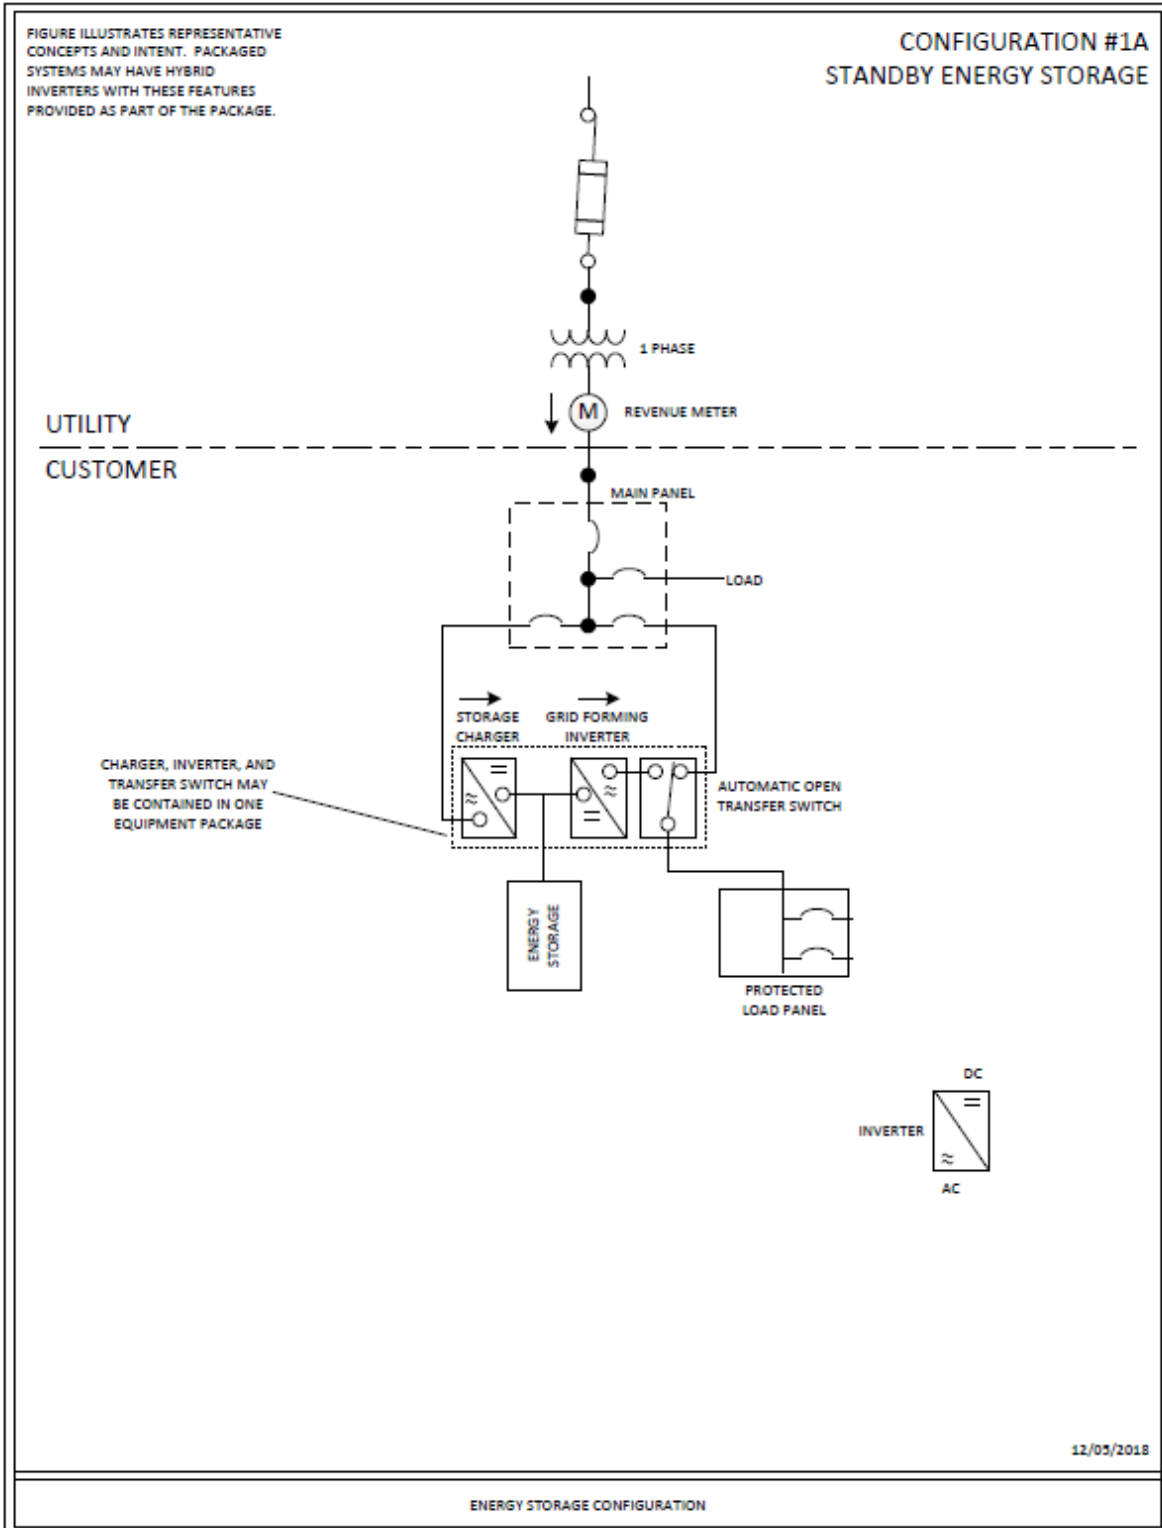 FIGURE ILLUSTRATES REPRESENTATIVE
CONCEPTS AND INTENT. PACKAGED
SYSTEMS MAY HAVE HYBRID
INVERTERS WITH THESE FEATURES
PROVIDED AS PART OF THE PACKAGE.
CONFIGURATION #1A
STANDBY ENERGY STORAGE
1 PHASE
M
REVENUE METER
UTILITY
CUSTOMER
MAIN PANEL
LOAD
STORAGE
CHARGER
GRID FORMING
INVERTER
CHARGER, INVERTER, AND
TRANSFER SWITCH MAY
BE CONTAINED IN ONE
EQUIPMENT PACKAGE
AUTOMATIC OPEN
TRANSFER SWITCH
ENERGY
STORAGE
PROTECTED
LOAD PANEL
DC
INVERTER
AC
12/05/2018
ENERGY STORAGE CONFIGURATION